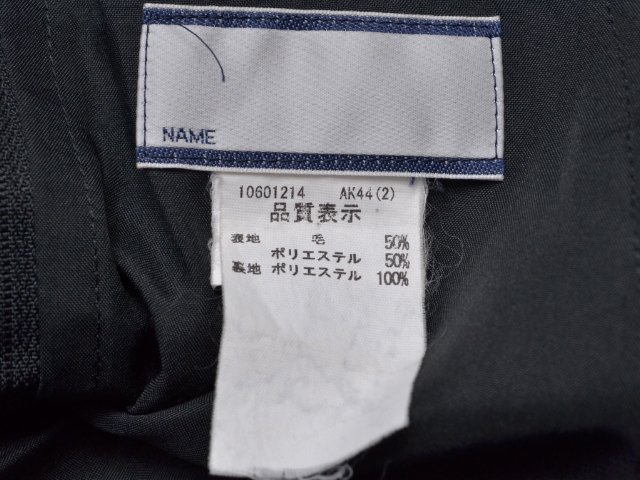 NAME
10601214 AK44(2)
品質表示
表地 毛 50%
ポリエステル 50%
裏地 ポリエステル 100%